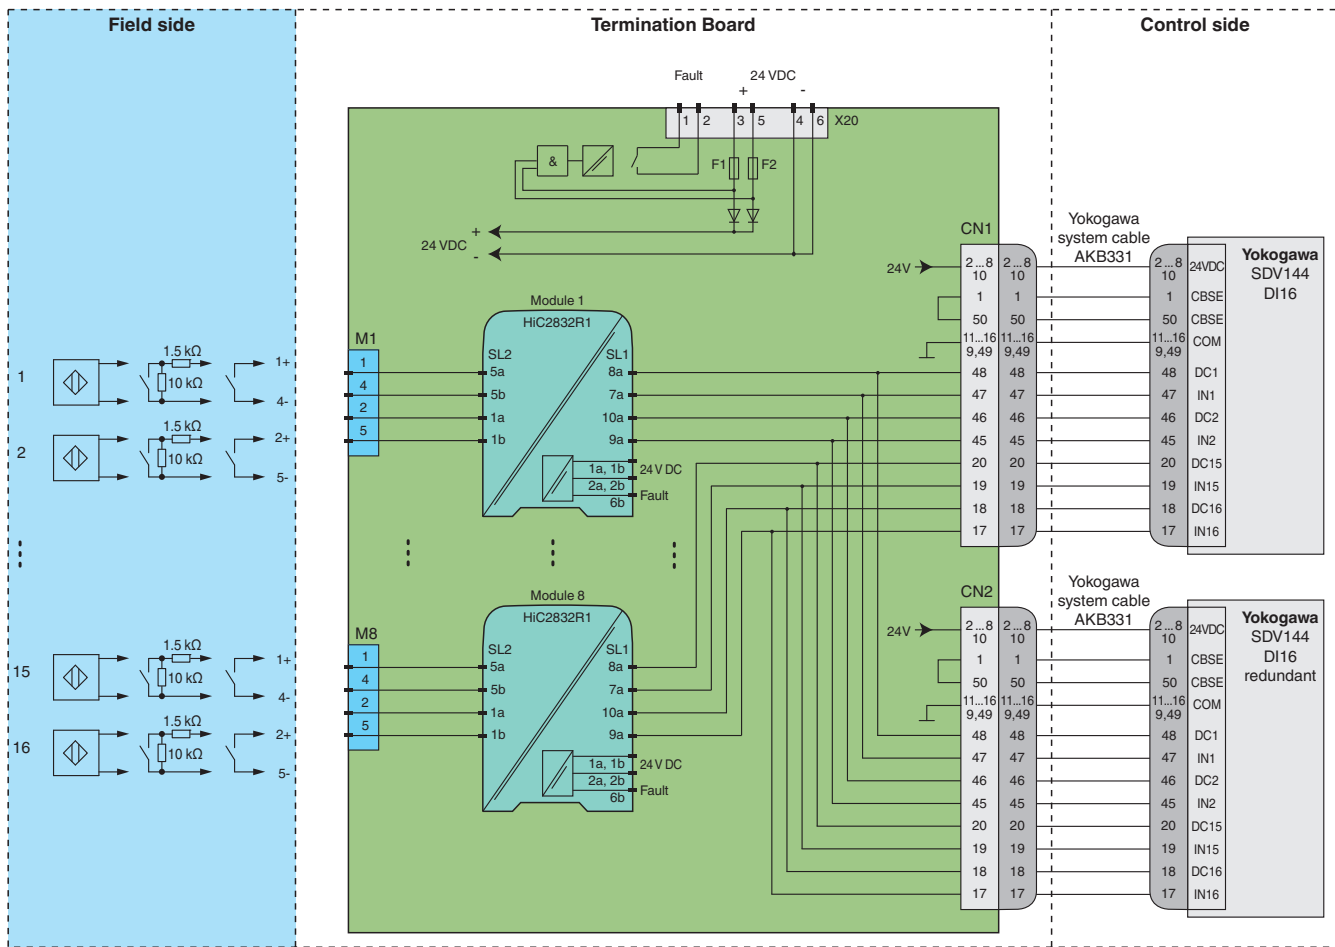 Field side
Termination Board
Control side
Fault
24 VDC
+
-
1
2
3
5
4
6
X20
&
F1
F2
+
24 VDC
-
Module 1
HiC2832R1
M1
1
4
2
5
SL2
5a
5b
1a
1b
SL1
8a
7a
10a
9a
1a, 1b
24 V DC
2a, 2b
Fault
6b
1
1.5 kΩ
10 kΩ
1+
4-
2
1.5 kΩ
10 kΩ
2+
5-
Module 8
HiC2832R1
M8
1
4
2
5
SL2
5a
5b
1a
1b
SL1
8a
7a
10a
9a
1a, 1b
24 V DC
2a, 2b
Fault
6b
15
1.5 kΩ
10 kΩ
1+
4-
16
1.5 kΩ
10 kΩ
2+
5-
CN1
Yokogawa
system cable
AKB331
Yokogawa
SDV144
DI16
24V
2...8 2...8 2...8 24VDC
10 10 10
1 1 1 CBSE
50 50 50 CBSE
11...16 11...16 11...16 COM
9,49 9,49 9,49
48 48 48 DC1
47 47 47 IN1
46 46 46 DC2
45 45 45 IN2
20 20 20 DC15
19 19 19 IN15
18 18 18 DC16
17 17 17 IN16
CN2
Yokogawa
system cable
AKB331
Yokogawa
SDV144
DI16
redundant
24V
2...8 2...8 2...8 24VDC
10 10 10
1 1 1 CBSE
50 50 50 CBSE
11...16 11...16 11...16 COM
9,49 9,49 9,49
48 48 48 DC1
47 47 47 IN1
46 46 46 DC2
45 45 45 IN2
20 20 20 DC15
19 19 19 IN15
18 18 18 DC16
17 17 17 IN16